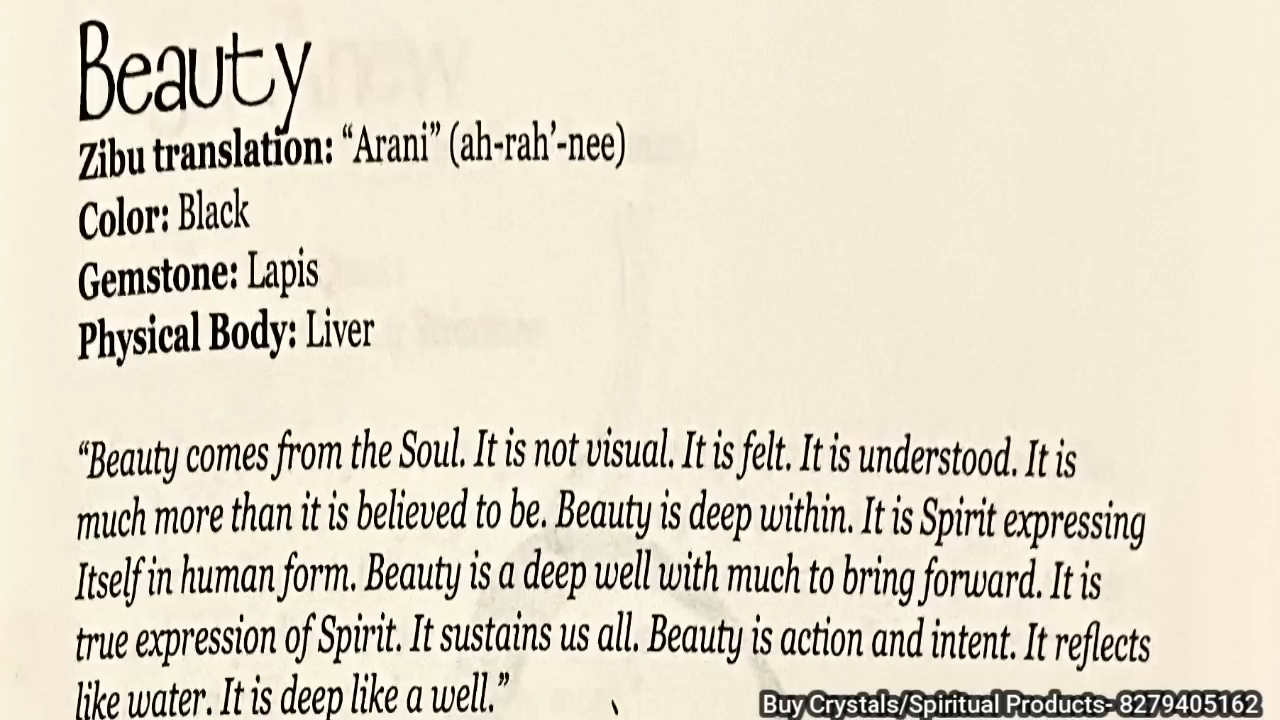 Beauty
Zibu translation: “Arani” (ah-rah’-nee)
Color: Black
Gemstone: Lapis
Physical Body: Liver
“Beauty comes from the Soul. It is not visual. It is felt. It is understood. It is
much more than it is believed to be. Beauty is deep within. It is Spirit expressing
Itself in human form. Beauty is a deep well with much to bring forward. It is
true expression of Spirit. It sustains us all. Beauty is action and intent. It reflects
like water. It is deep like a well.”
Buy Crystals/Spiritual Products- 8279405162